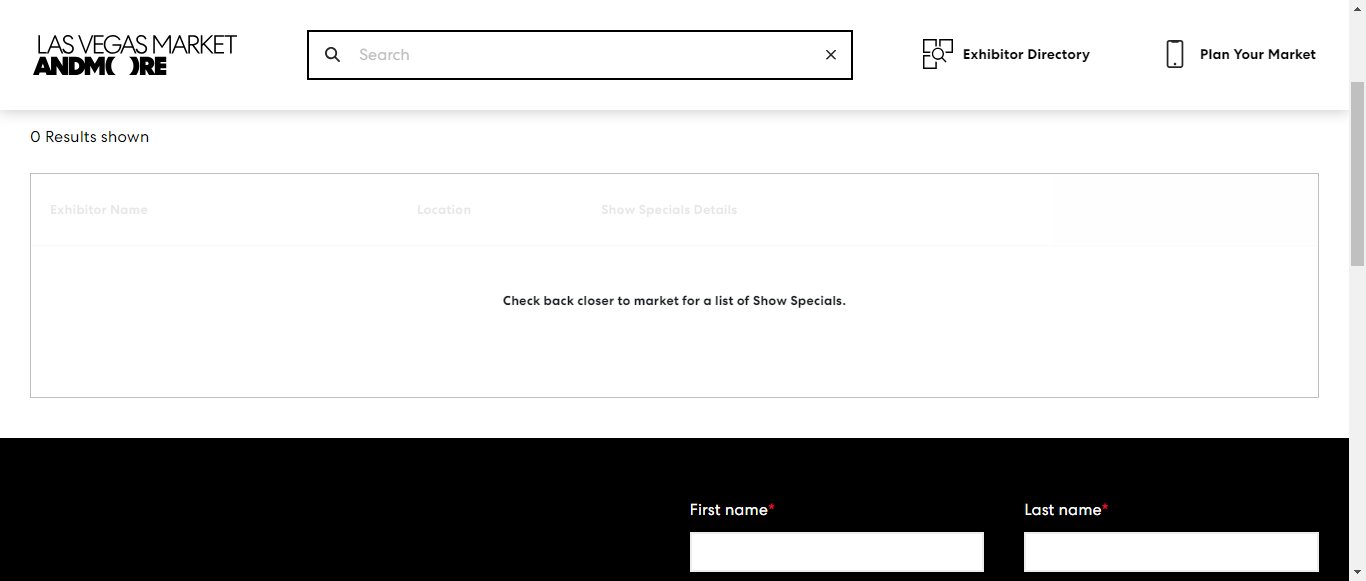 LAS VEGAS MARKET
ANDMORE
Search
Exhibitor Directory
Plan Your Market
0 Results shown
Exhibitor Name Location Show Specials Details
Check back closer to market for a list of Show Specials.
First name* Last name*